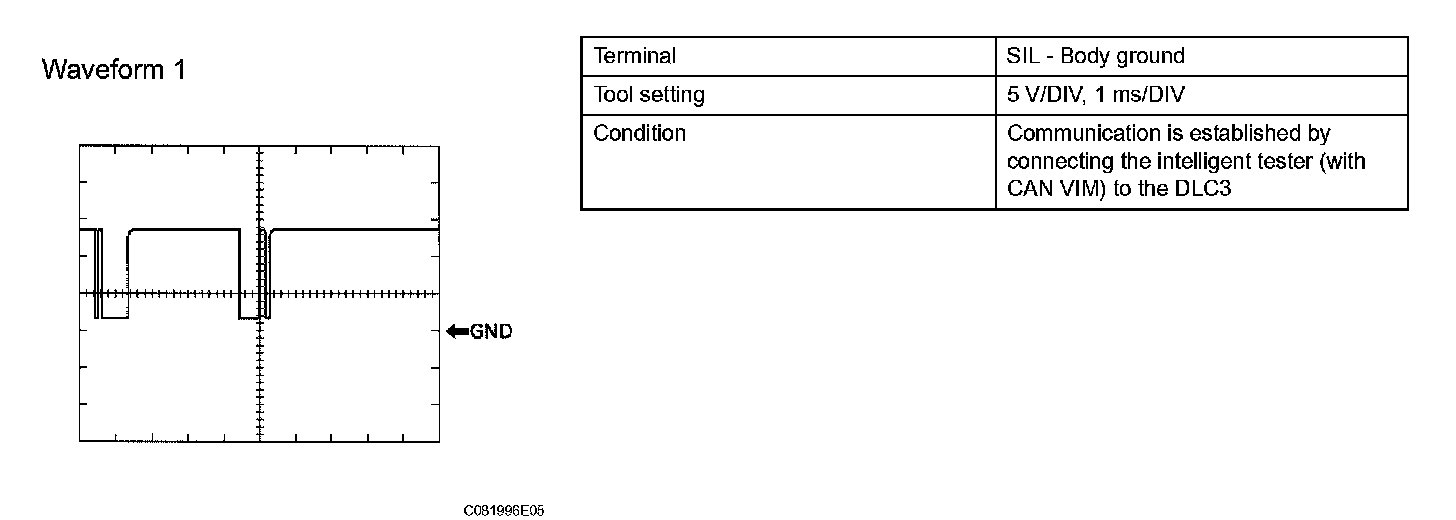 Waveform 1
Terminal
SIL - Body ground
Tool setting
5 V/DIV, 1 ms/DIV
Condition
Communication is established by
connecting the intelligent tester (with
CAN VIM) to the DLC3
GND
C081996E05